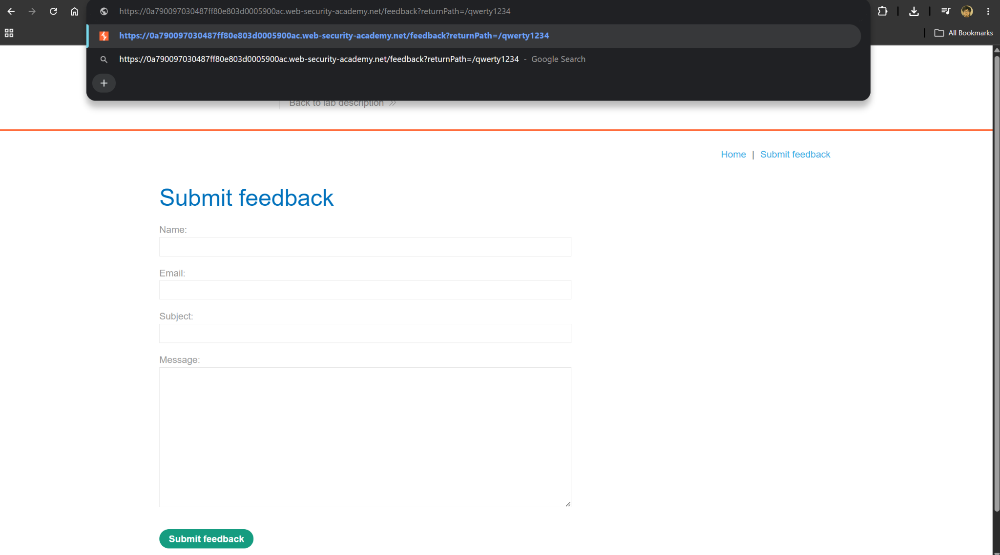 https://0a790097030487ff80e803d0005900ac.web-security-academy.net/feedback?returnPath=/qwerty1234
https://0a790097030487ff80e803d0005900ac.web-security-academy.net/feedback?returnPath=/qwerty1234
All Bookmarks
https://0a790097030487ff80e803d0005900ac.web-security-academy.net/feedback?returnPath=/qwerty1234 - Google Search
Back to lab description »
Home | Submit feedback
Submit feedback
Name:
Email:
Subject:
Message:
Submit feedback